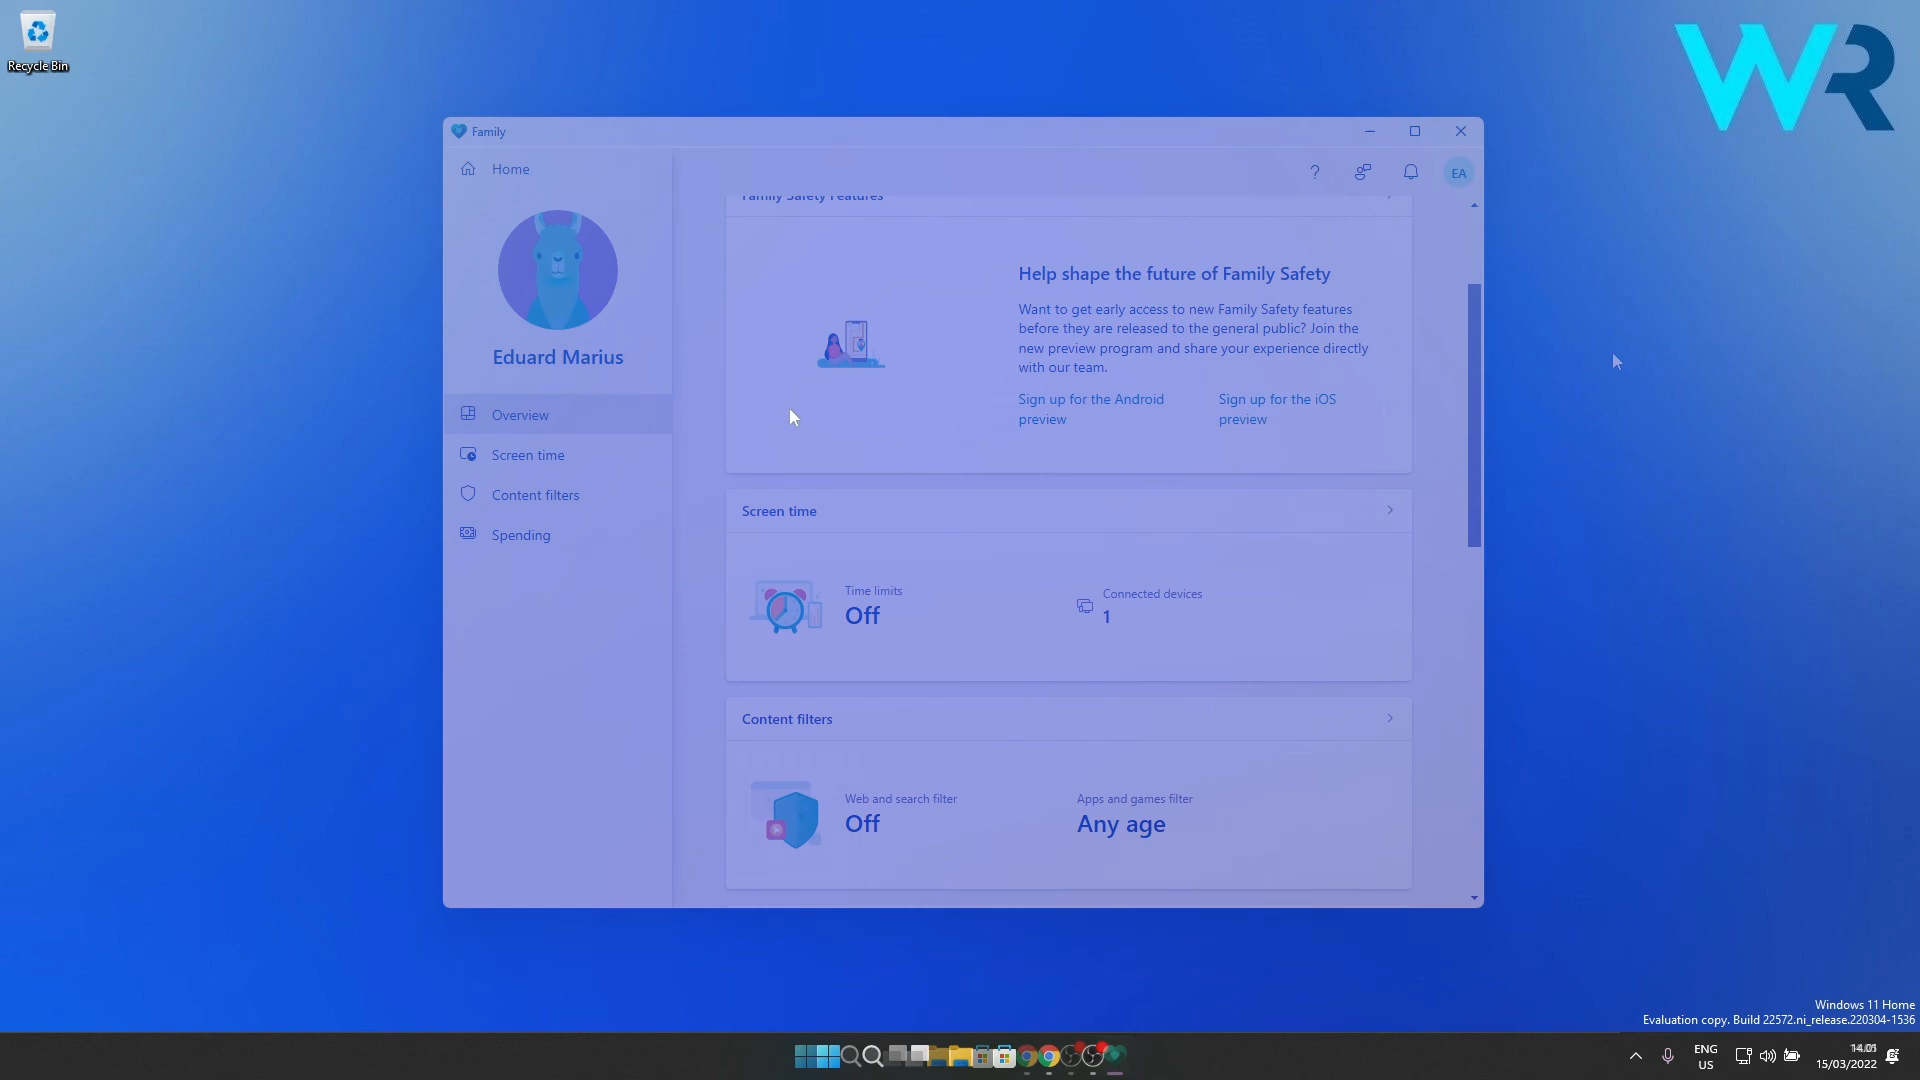 Recycle Bin
WR
Family
Home
EA
Family Safety Features
Eduard Marius
Help shape the future of Family Safety
Want to get early access to new Family Safety features
before they are released to the general public? Join the
new preview program and share your experience directly
with our team.
Sign up for the Android
preview
Sign up for the iOS
preview
Overview
Screen time
Content filters
Spending
Screen time
Time limits
Off
Connected devices
1
Content filters
Web and search filter
Off
Apps and games filter
Any age
Windows 11 Home
Evaluation copy. Build 22572.ni_release.220304-1536
ENG
US
15/03/2022